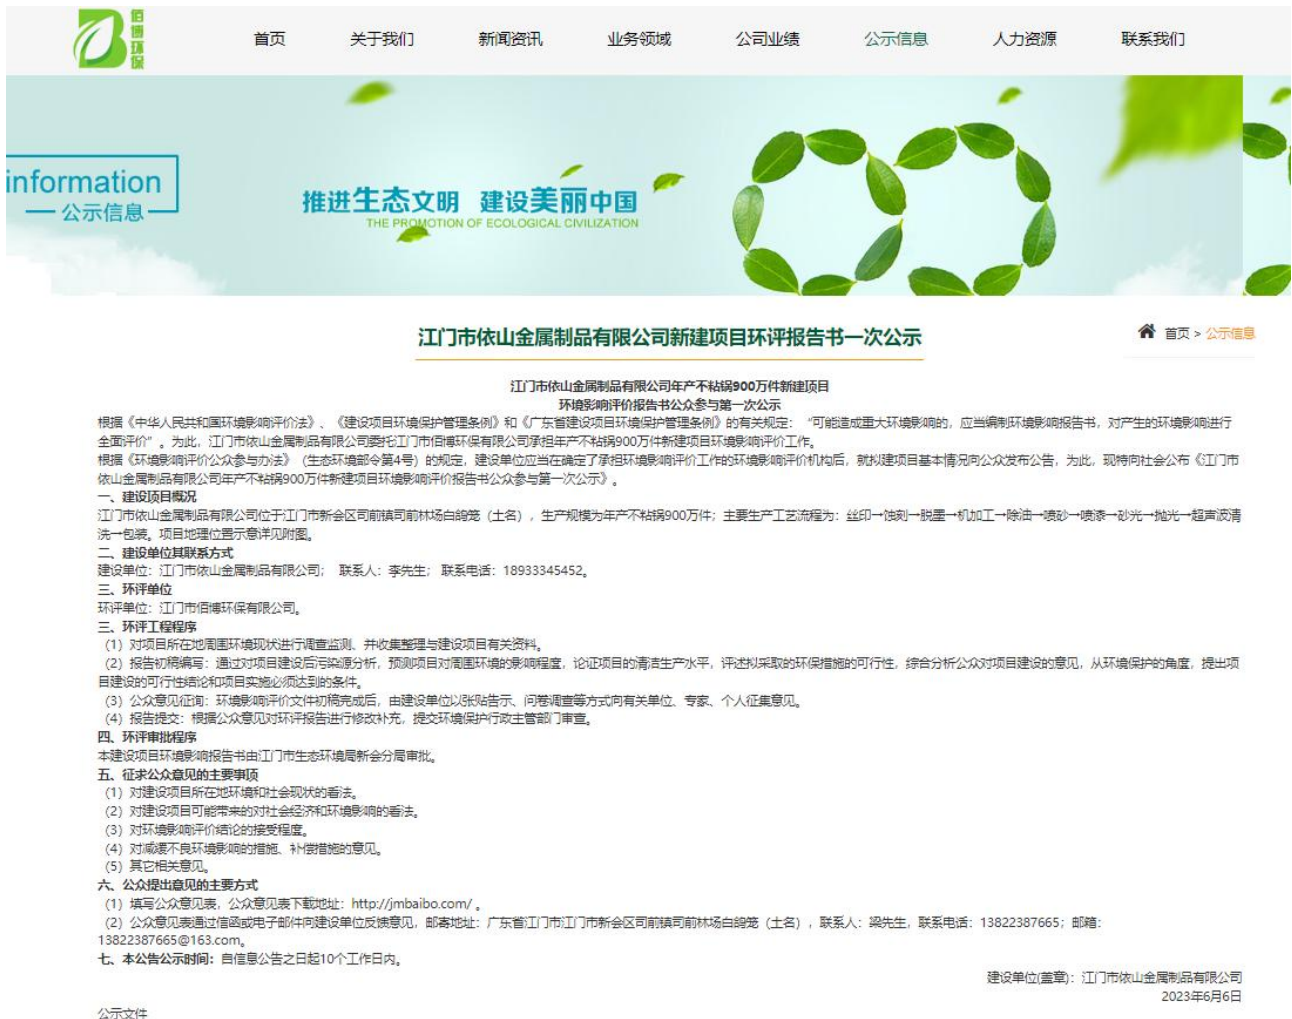 佰博环保
首页 关于我们 新闻资讯 业务领域 公司业绩 公示信息 人力资源 联系我们
information
公示信息
推进生态文明 建设美丽中国
THE PROMOTION OF ECOLOGICAL CIVILIZATION
江门市依山金属制品有限公司新建项目环评报告书一次公示
首页 > 公示信息
江门市依山金属制品有限公司年产不粘锅900万件新建项目
环境影响评价报告书公众参与第一次公示
根据《中华人民共和国环境影响评价法》、《建设项目环境保护管理条例》和《广东省建设项目环境保护管理条例》的有关规定：“可能造成重大环境影响的，应当编制环境影响报告书，对产生的环境影响进行
全面评价”。为此，江门市依山金属制品有限公司委托江门市佰博环保有限公司承担年产不粘锅900万件新建项目环境影响评价工作。
根据《环境影响评价公众参与办法》（生态环境部令第4号）的规定，建设单位应当在确定了承担环境影响评价工作的环境影响评价机构后，就拟建项目基本情况向公众发布公告，为此，现特向社会公布《江门市
依山金属制品有限公司年产不粘锅900万件新建项目环境影响评价报告书公众参与第一次公示》。
一、建设项目概况
江门市依山金属制品有限公司位于江门市新会区司前镇司前林场白鸽笼（土名），生产规模为年产不粘锅900万件；主要生产工艺流程为：丝印→蚀刻→脱墨→机加工→除油→喷砂→喷漆→砂光→抛光→超声波清
洗→包装。项目地理位置示意详见附图。
二、建设单位其联系方式
建设单位：江门市依山金属制品有限公司； 联系人：李先生； 联系电话：18933345452。
三、环评单位
环评单位：江门市佰博环保有限公司。
三、环评工程程序
（1）对项目所在地周围环境现状进行调查监测、并收集整理与建设项目有关资料。
（2）报告初稿编写：通过对项目建设后污染源分析，预测项目对周围环境的影响程度，论证项目的清洁生产水平，评述拟采取的环保措施的可行性，综合分析公众对项目建设的意见，从环境保护的角度，提出项
目建设的可行性结论和项目实施必须达到的条件。
（3）公众意见征询：环境影响评价文件初稿完成后，由建设单位以张贴告示、问卷调查等方式向有关单位、专家、个人征集意见。
（4）报告提交：根据公众意见对环评报告进行修改补充，提交环境保护行政主管部门审查。
四、环评审批程序
本建设项目环境影响报告书由江门市生态环境局新会分局审批。
五、征求公众意见的主要事项
（1）对建设项目所在地环境和社会现状的看法。
（2）对建设项目可能带来的对社会经济和环境影响的看法。
（3）对环境影响评价结论的接受程度。
（4）对减缓不良环境影响的措施、补偿措施的意见。
（5）其它相关意见。
六、公众提出意见的主要方式
（1）填写公众意见表，公众意见表下载地址：http://jmbaibo.com/ 。
（2）公众意见表通过信函或电子邮件向建设单位反馈意见，邮寄地址：广东省江门市江门市新会区司前镇司前林场白鸽笼（土名），联系人：梁先生，联系电话：13822387665；邮箱：
13822387665@163.com。
七、本公告公示时间：自信息公告之日起10个工作日内。
建设单位(盖章)：江门市依山金属制品有限公司
2023年6月6日
公示文件